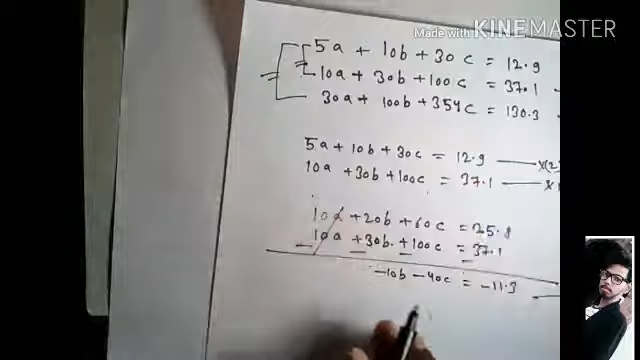 Made with KINEMASTER
5a + 10b + 30c = 12.9
10a + 30b + 100c = 37.1
30a + 100b + 354c = 130.3
5a + 10b + 30c = 12.9 —— x(2)
10a + 30b + 100c = 37.1 —— x
10a + 20b + 60c = 25.8
10a + 30b + 100c = 37.1
- - - -
-10b - 40c = -11.3 ——